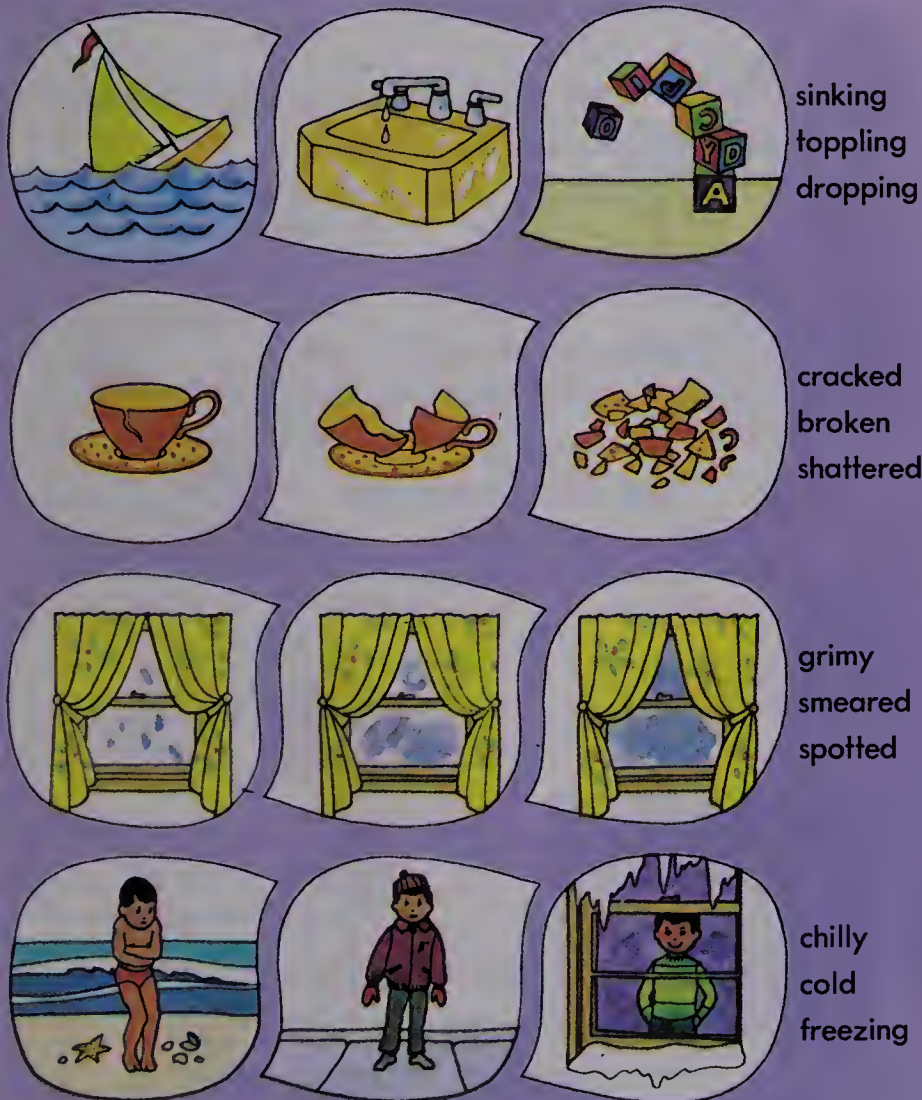 sinking
toppling
dropping
cracked
broken
shattered
grimy
smeared
spotted
chilly
cold
freezing